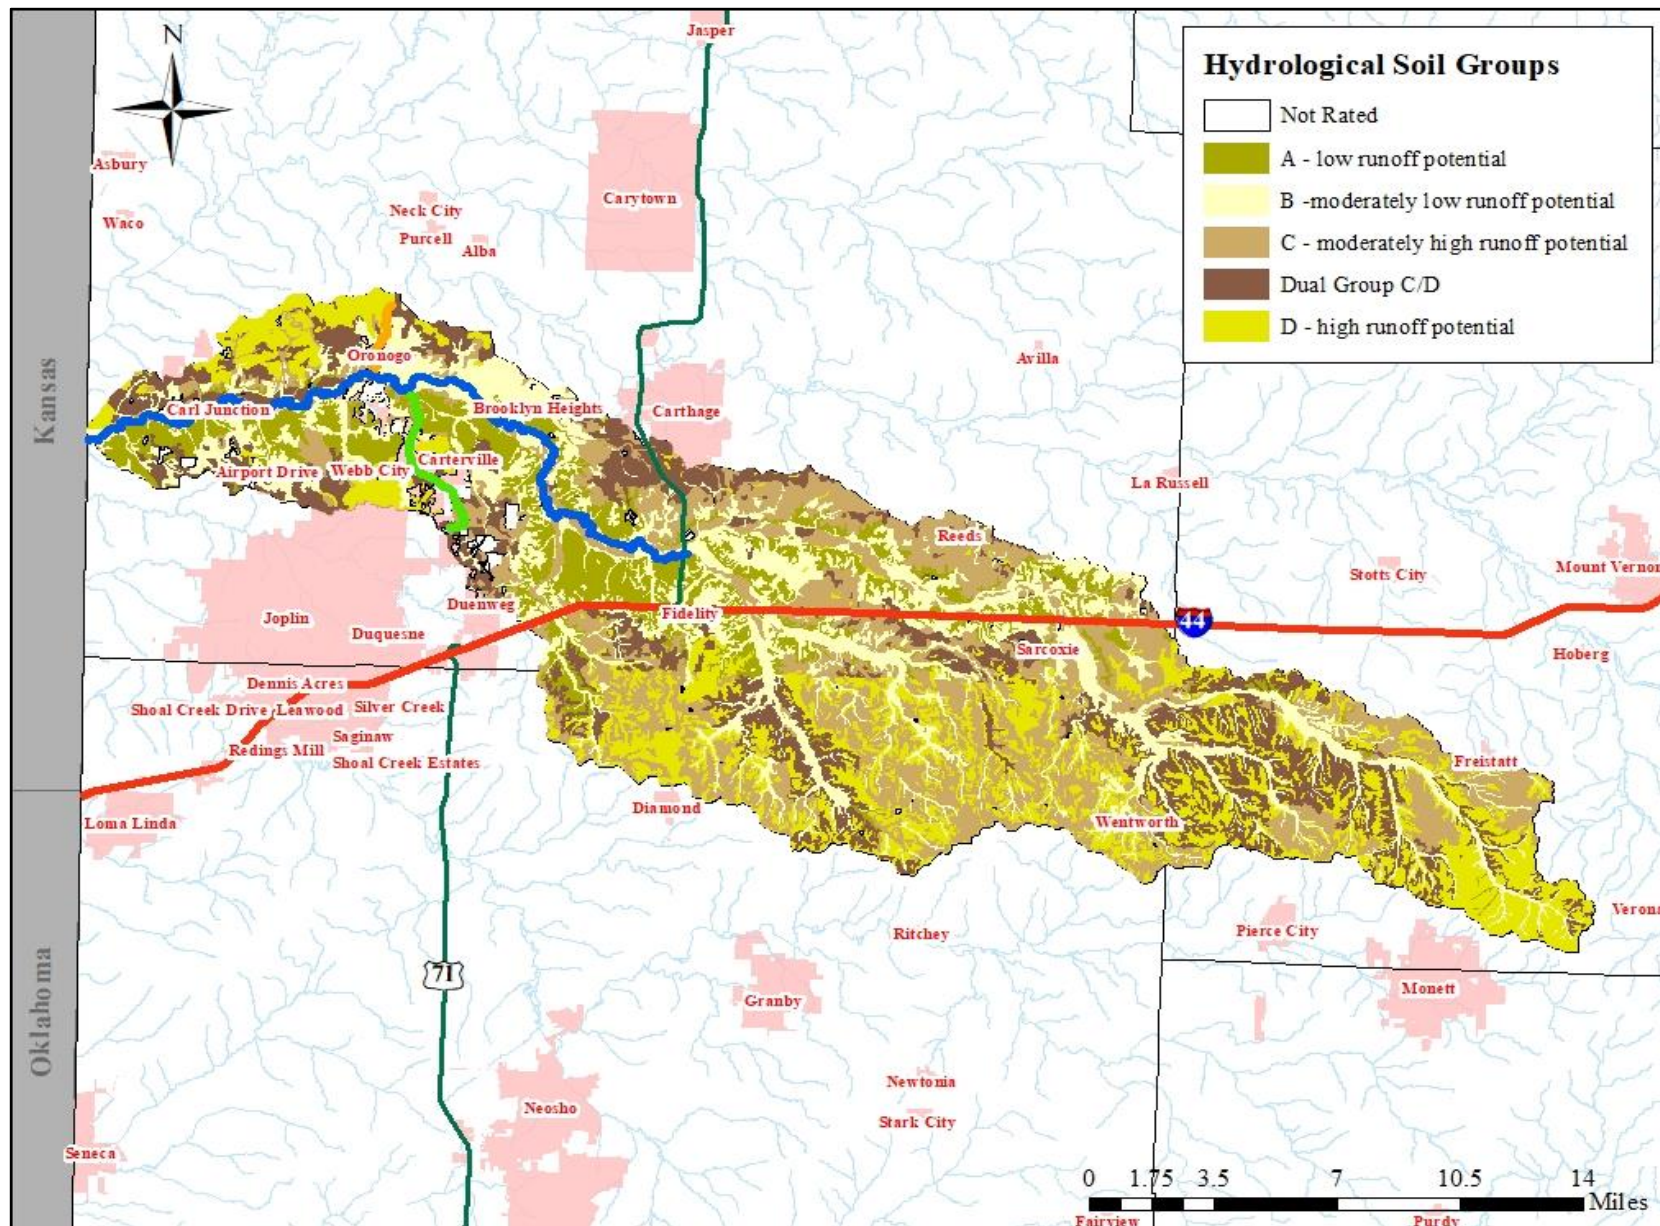 N
Jasper
Hydrological Soil Groups
Not Rated
A - low runoff potential
B -moderately low runoff potential
C - moderately high runoff potential
Dual Group C/D
D - high runoff potential
Asbury
Waco
Neck City
Purcell
Alba
Carytown
Kansas
Oronogo
Avilla
Carl Junction
Brooklyn Heights
Carthage
Airport Drive
Webb City
Carterville
La Russell
Reeds
Stotts City
Mount Vernon
Joplin
Duenweg
Duquesne
Fidelity
44
Sarcoxie
Hoberg
Dennis Acres
Shoal Creek Drive
Leawood
Silver Creek
Saginaw
Redings Mill
Shoal Creek Estates
Freistatt
Loma Linda
Diamond
Wentworth
Verona
Pierce City
Ritchey
Oklahoma
71
Granby
Monett
Newtonia
Neosho
Stark City
Seneca
0 1.75 3.5 7 10.5 14
Miles
Fairview
Purdy